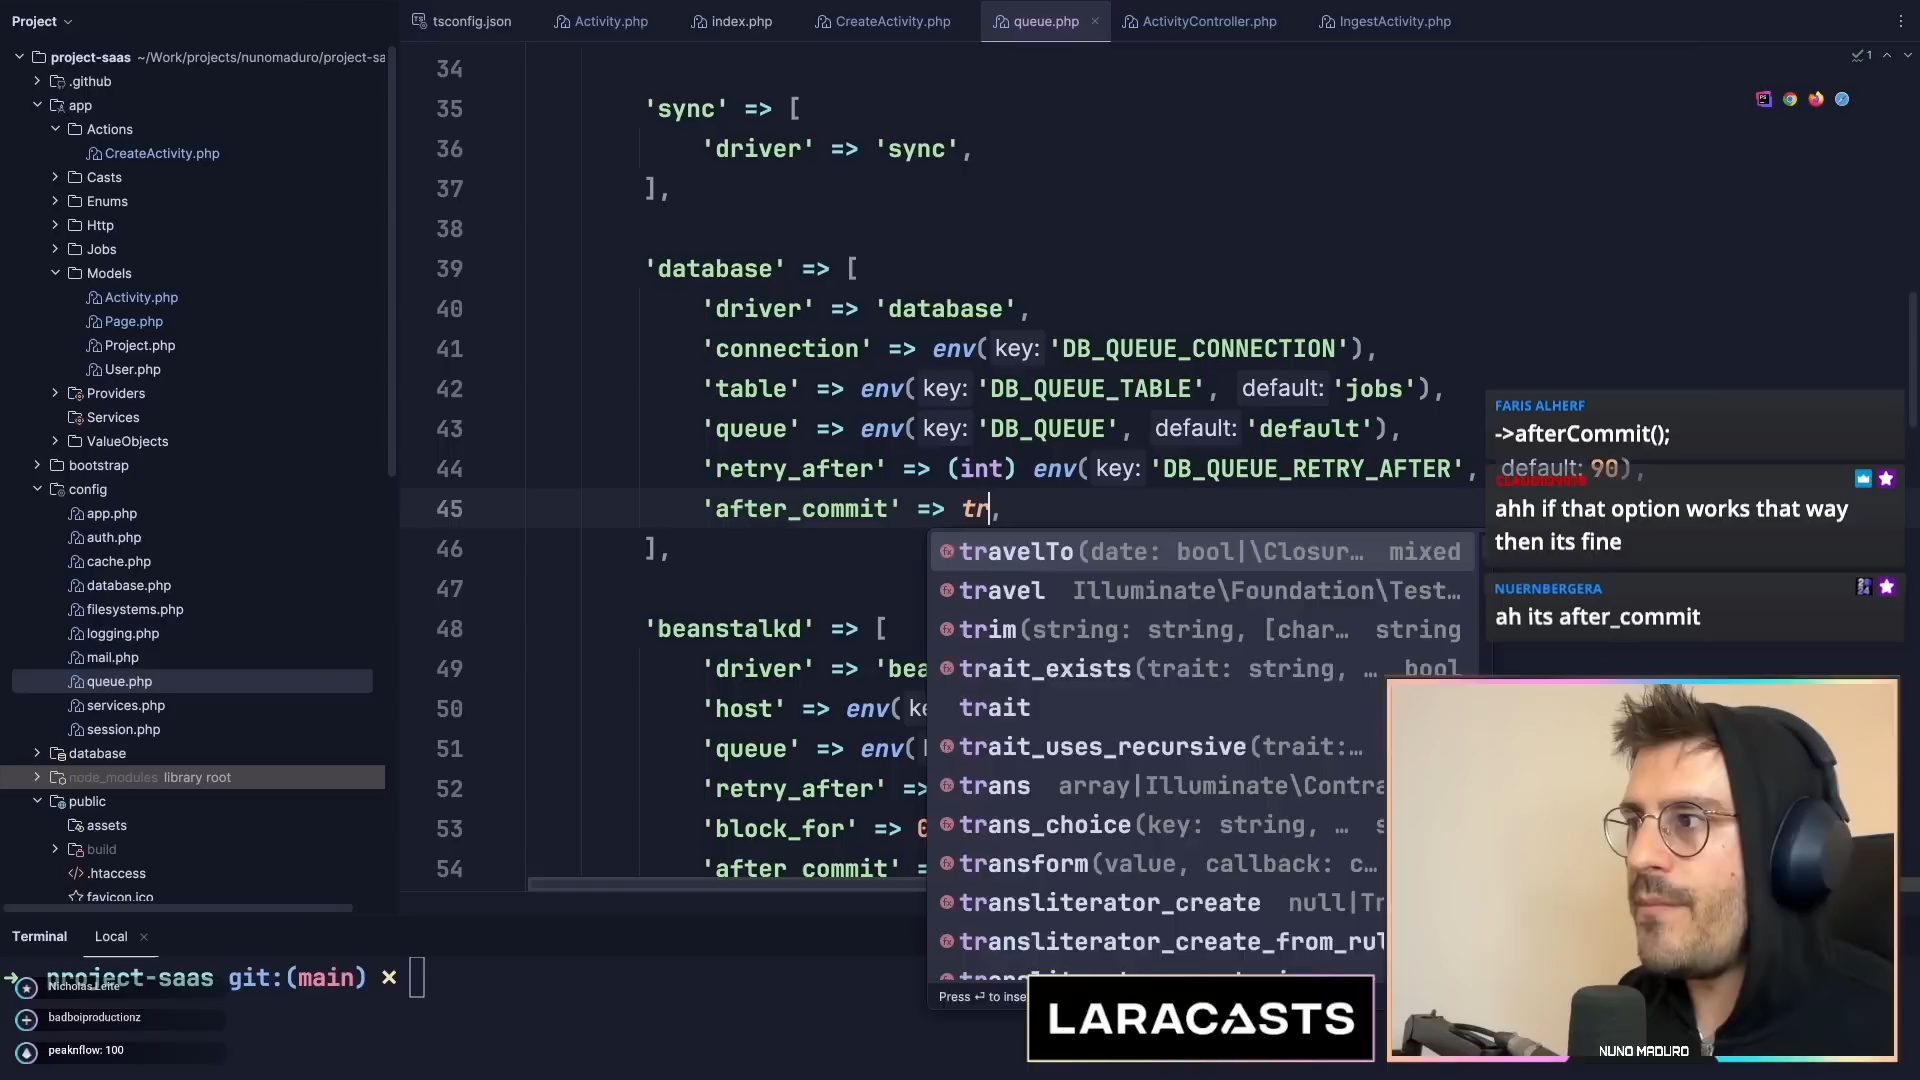 Project
tsconfig.json
Activity.php
index.php
CreateActivity.php
queue.php
ActivityController.php
IngestActivity.php
project-saas ~/Work/projects/nunomaduro/project-sa
.github
app
Actions
CreateActivity.php
Casts
Enums
Http
Jobs
Models
Activity.php
Page.php
Project.php
User.php
Providers
Services
ValueObjects
bootstrap
config
app.php
auth.php
cache.php
database.php
filesystems.php
logging.php
mail.php
queue.php
services.php
session.php
database
node_modules library root
public
assets
build
.htaccess
favicon.ico
1
34
35 'sync' => [
36 'driver' => 'sync',
37 ],
38
39 'database' => [
40 'driver' => 'database',
41 'connection' => env( key: 'DB_QUEUE_CONNECTION'),
42 'table' => env( key: 'DB_QUEUE_TABLE', default: 'jobs'),
43 'queue' => env( key: 'DB_QUEUE', default: 'default'),
44 'retry_after' => (int) env( key: 'DB_QUEUE_RETRY_AFTER', default: 90),
45 'after_commit' => tr,
46 ],
47
48 'beanstalkd' => [
49 'driver' => 'bea
50 'host' => env( ke
51 'queue' => env(
52 'retry_after' =>
53 'block_for' => 0
54 'after_commit' =
travelTo(date: bool|\Closur… mixed
travel Illuminate\Foundation\Test…
trim(string: string, [char… string
trait_exists(trait: string, … bool
trait
trait_uses_recursive(trait:…
trans array|Illuminate\Contra
trans_choice(key: string, … s
transform(value, callback: c…
transliterator_create null|Tr
transliterator_create_from_rul
Press ⏎ to inse
FARIS ALHERF
->afterCommit();
ahh if that option works that way
then its fine
NUERNBERGERA
ah its after_commit
Terminal
Local
project-saas git:(main) ×
Nicholas Leite
badboiproductionz
peaknflow: 100
LARACASTS
NUNO MADURO